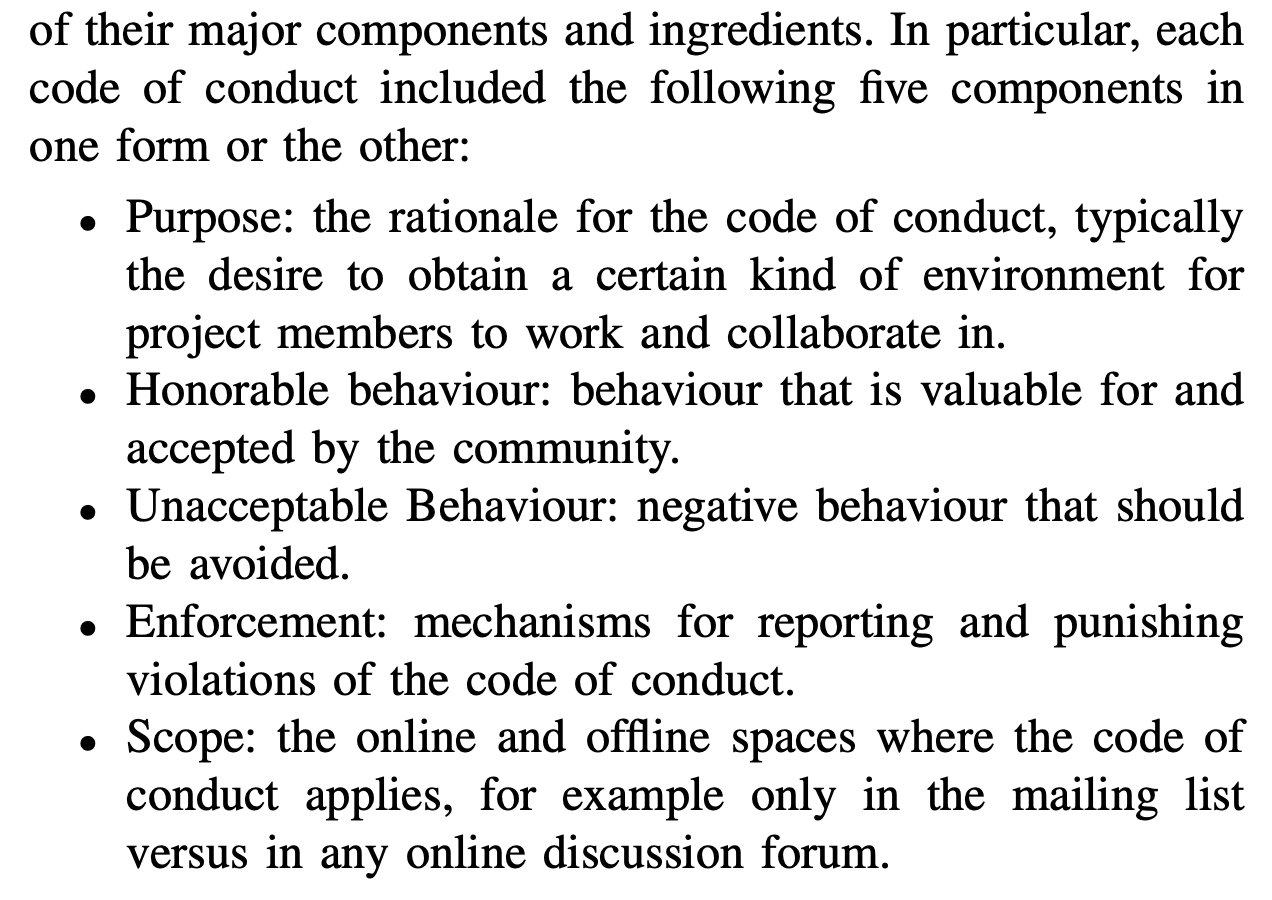 of their major components and ingredients. In particular, each
code of conduct included the following five components in
one form or the other:
• Purpose: the rationale for the code of conduct, typically
the desire to obtain a certain kind of environment for
project members to work and collaborate in.
• Honorable behaviour: behaviour that is valuable for and
accepted by the community.
• Unacceptable Behaviour: negative behaviour that should
be avoided.
• Enforcement: mechanisms for reporting and punishing
violations of the code of conduct.
• Scope: the online and offline spaces where the code of
conduct applies, for example only in the mailing list
versus in any online discussion forum.